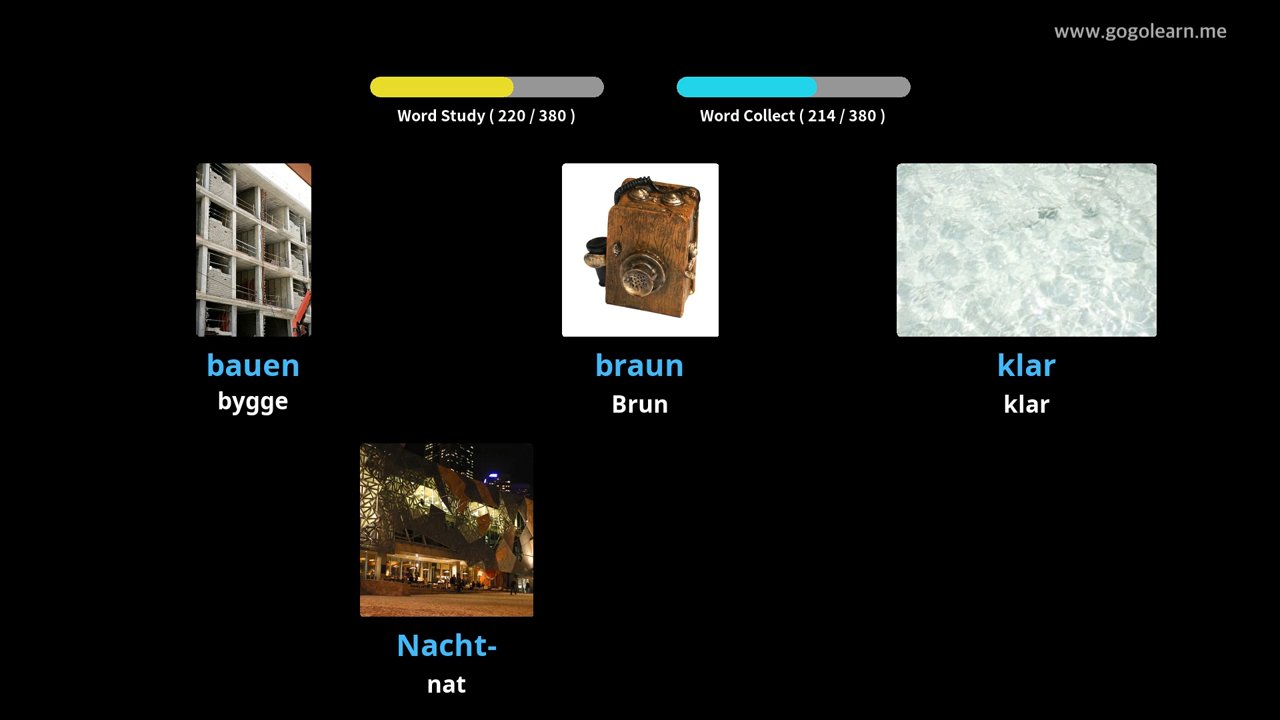 www.gogolearn.me
Word Study ( 220 / 380 )
Word Collect ( 214 / 380 )
bauen
bygge
braun
Brun
klar
klar
Nacht-
nat